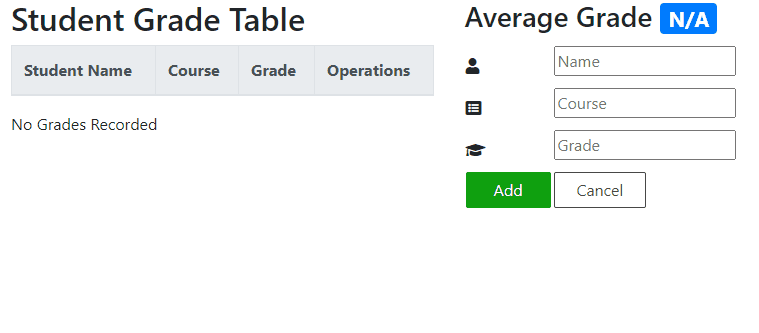 Student Grade Table
Student Name Course Grade Operations
No Grades Recorded
Average Grade N/A
Name
Course
Grade
Add Cancel